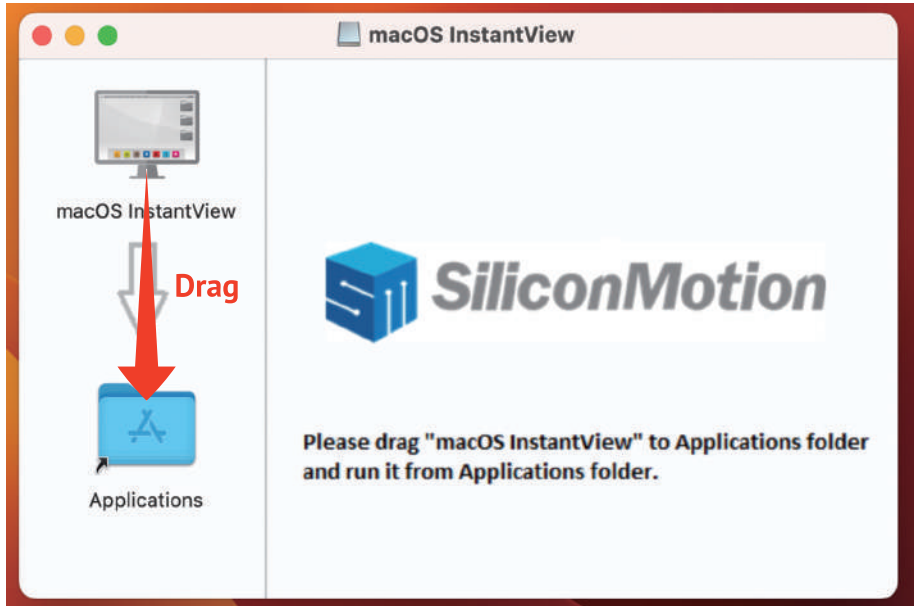 macOS InstantView
macOS InstantView
Drag
Applications
SiliconMotion
Please drag "macOS InstantView" to Applications folder
and run it from Applications folder.